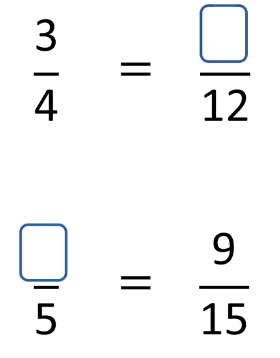 3/4 = □/12
□/5 = 9/15